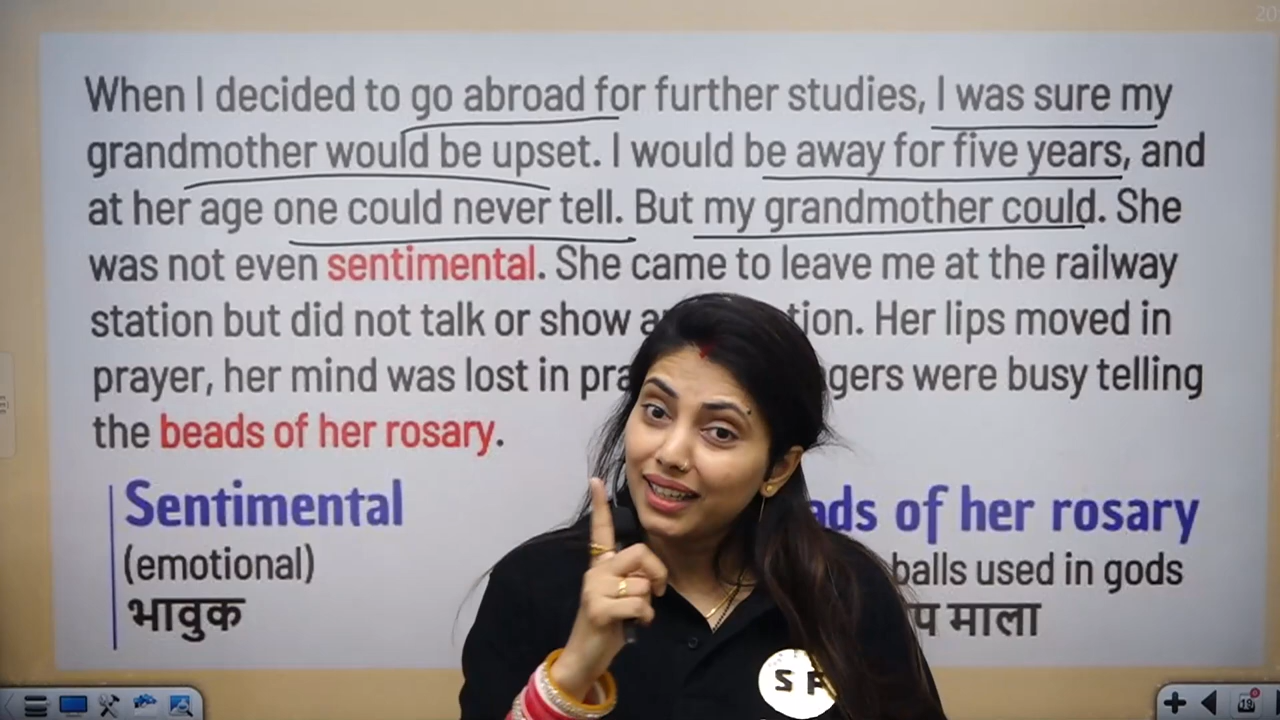 When I decided to go abroad for further studies, I was sure my
grandmother would be upset. I would be away for five years, and
at her age one could never tell. But my grandmother could. She
was not even sentimental. She came to leave me at the railway
station but did not talk or show
Her lips moved in
prayer, her mind was lost in
were busy telling
the beads of her rosary.
Sentimental
(emotional)
भावुक
of her rosary
balls used in gods
माला
S
19